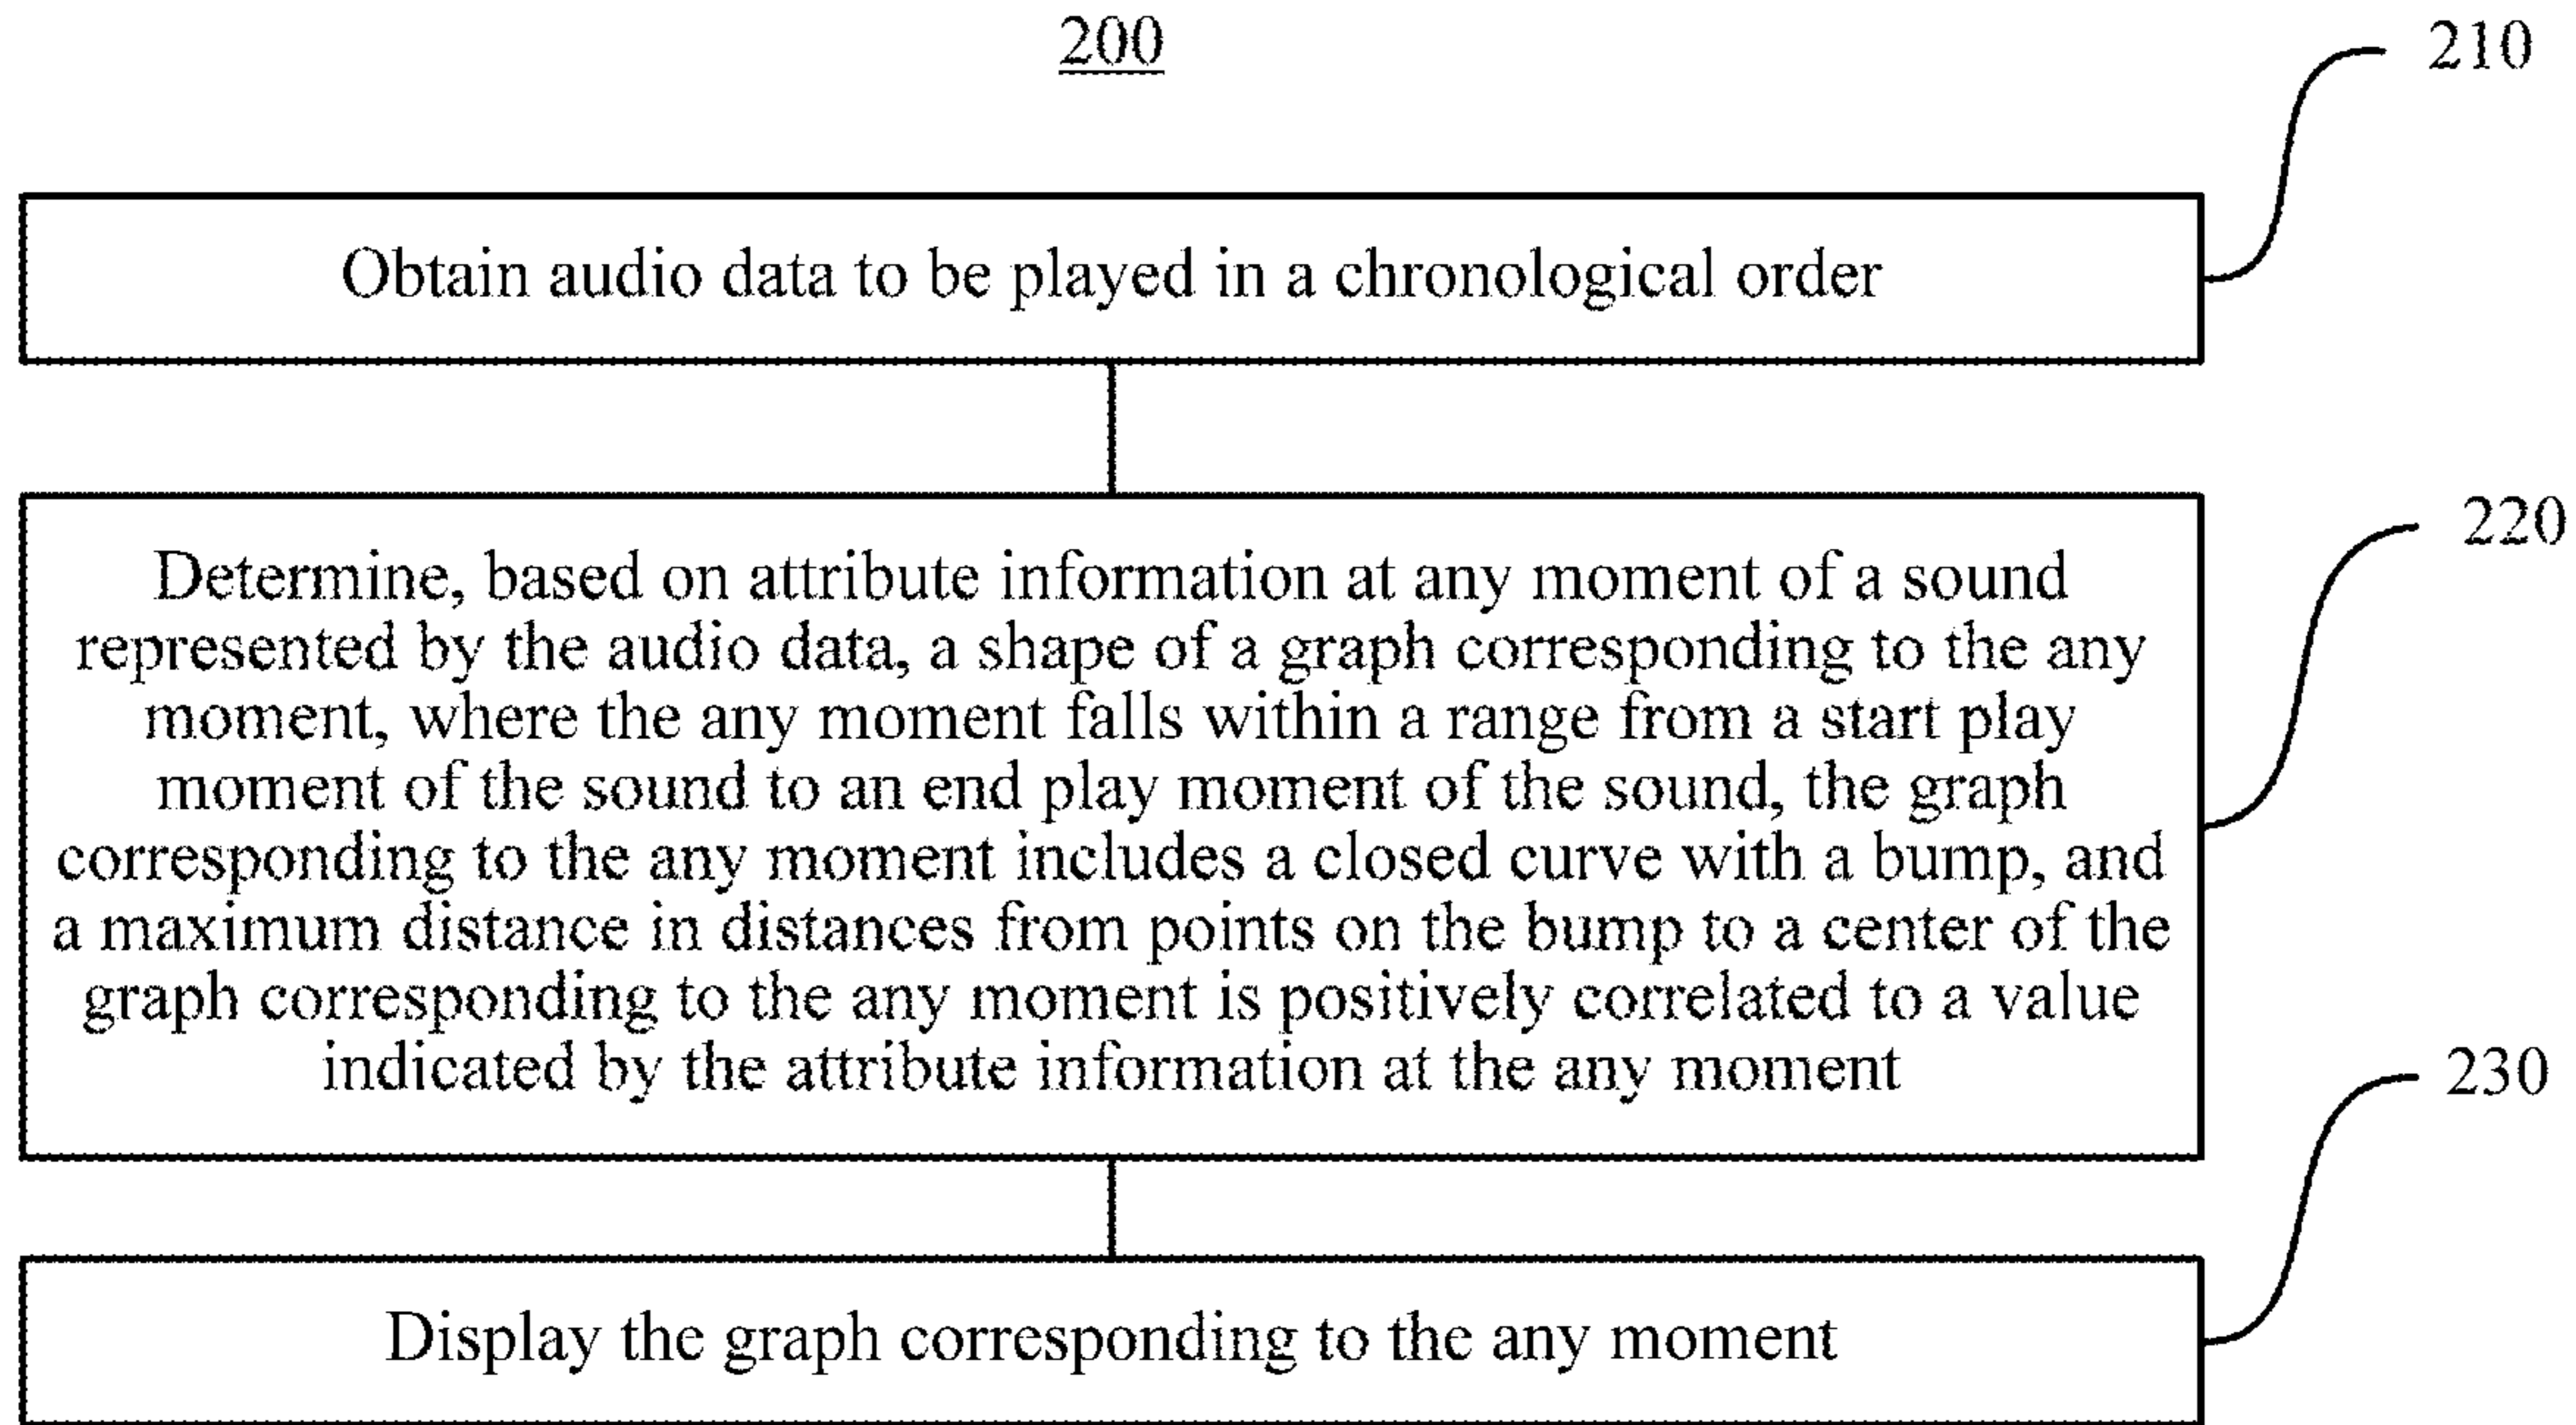 200
210
Obtain audio data to be played in a chronological order
220
Determine, based on attribute information at any moment of a sound
represented by the audio data, a shape of a graph corresponding to the any
moment, where the any moment falls within a range from a start play
moment of the sound to an end play moment of the sound, the graph
corresponding to the any moment includes a closed curve with a bump, and
a maximum distance in distances from points on the bump to a center of the
graph corresponding to the any moment is positively correlated to a value
indicated by the attribute information at the any moment
230
Display the graph corresponding to the any moment